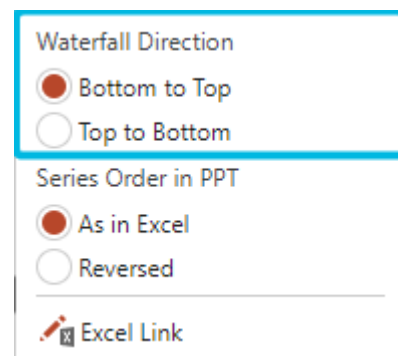 Waterfall Direction
Bottom to Top
Top to Bottom
Series Order in PPT
As in Excel
Reversed
Excel Link